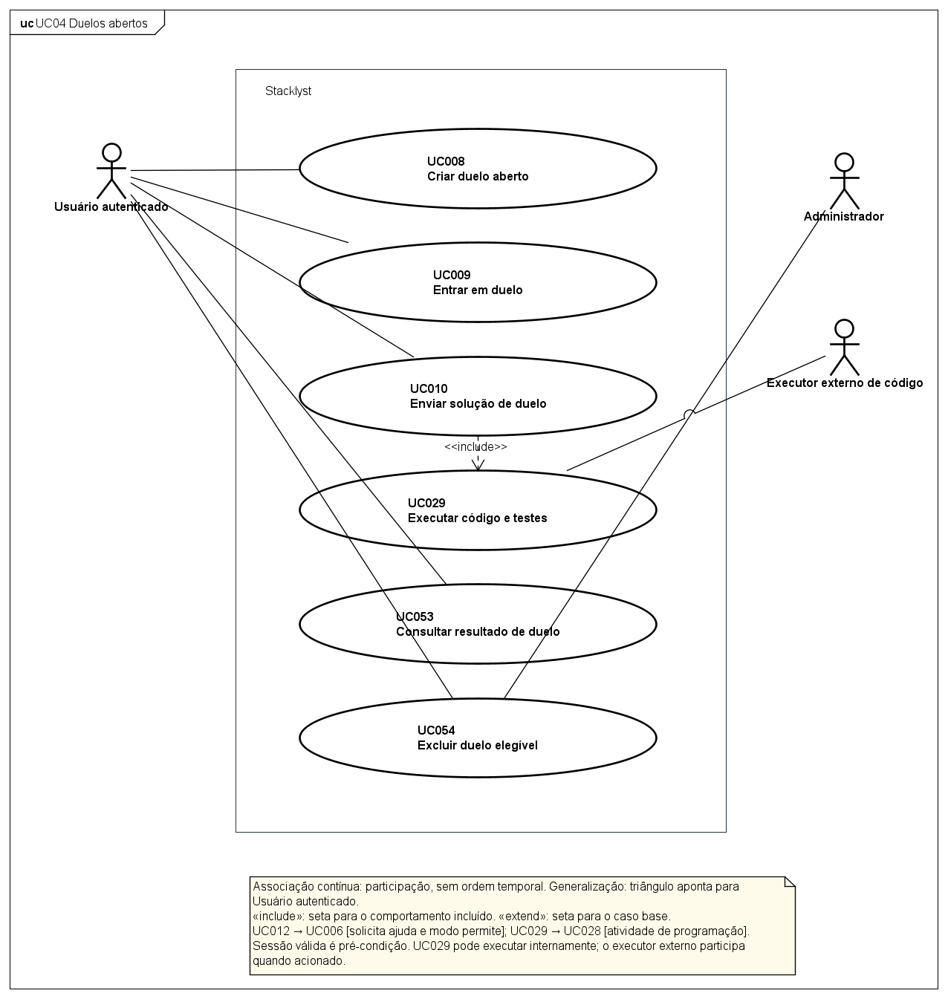 uc UC04 Duelos abertos
Stacklyst
UC008
Criar duelo aberto
Usuário autenticado
Administrador
UC009
Entrar em duelo
UC010
Enviar solução de duelo
Executor externo de código
<<include>>
UC029
Executar código e testes
UC053
Consultar resultado de duelo
UC054
Excluir duelo elegível
Associação contínua: participação, sem ordem temporal. Generalização: triângulo aponta para
Usuário autenticado.
«include»: seta para o comportamento incluído. «extend»: seta para o caso base.
UC012 → UC006 [solicita ajuda e modo permite]; UC029 → UC028 [atividade de programação].
Sessão válida é pré-condição. UC029 pode executar internamente; o executor externo participa
quando acionado.